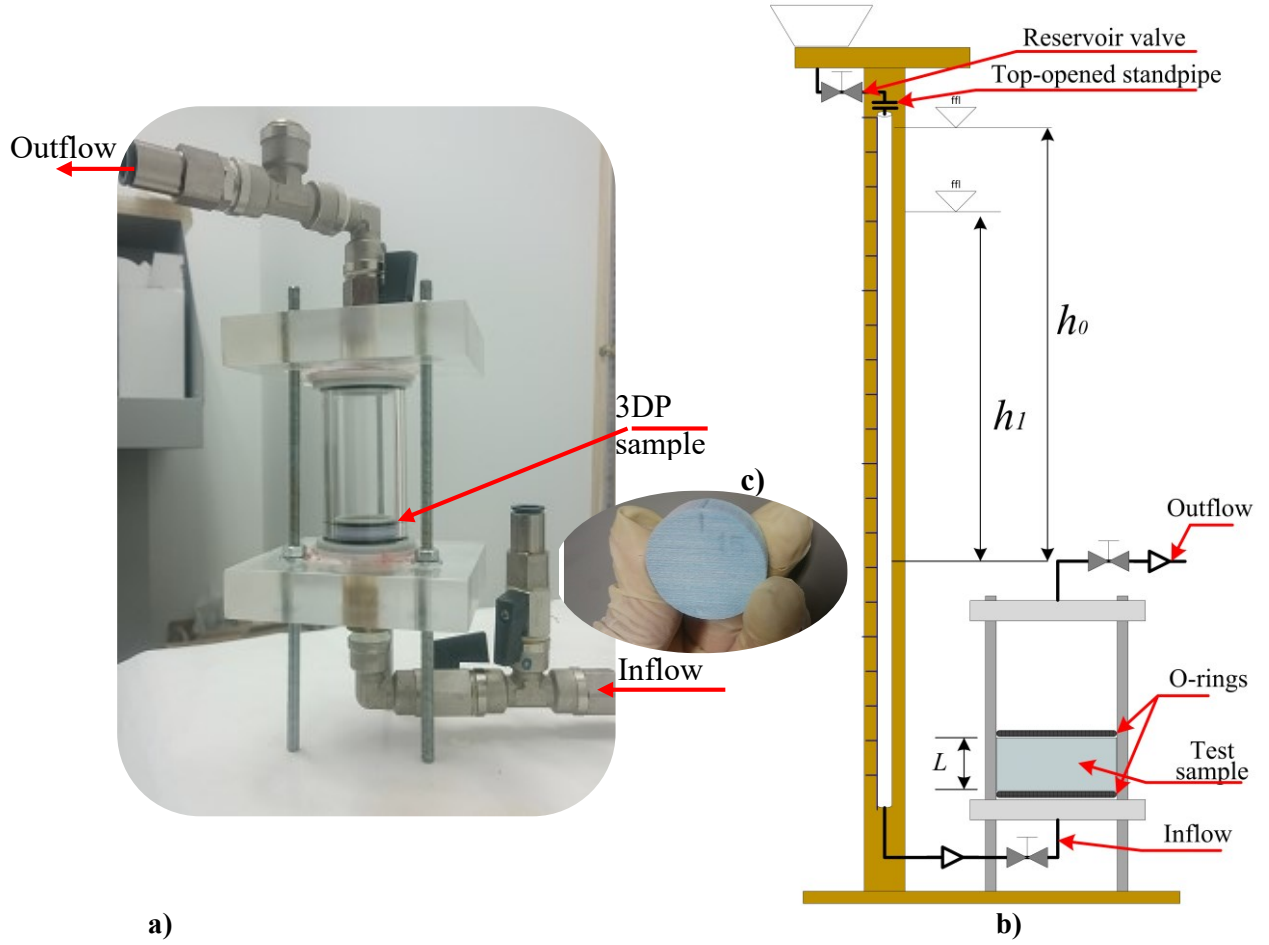 Reservoir valve
Top-opened standpipe
ffl
ffl
Outflow
h0
h1
3DP
sample
c)
Outflow
Inflow
O-rings
L
Test
sample
Inflow
a)
b)